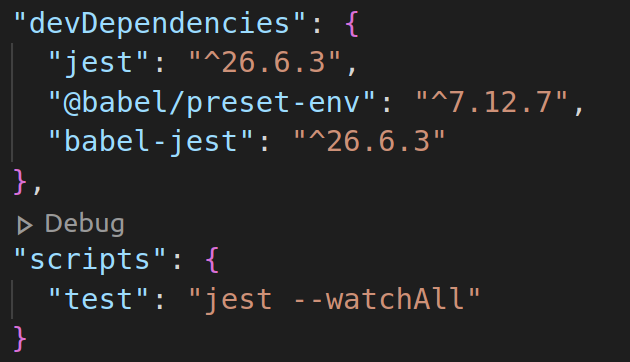 "devDependencies": {
"jest": "^26.6.3",
"@babel/preset-env": "^7.12.7",
"babel-jest": "^26.6.3"
},
Debug
"scripts": {
"test": "jest --watchAll"
}